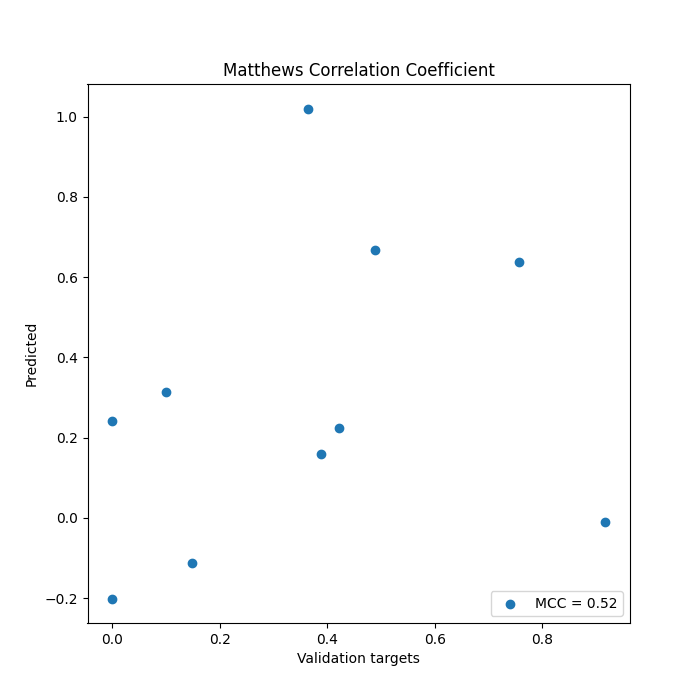 Matthews Correlation Coefficient
1.0
0.8
0.6
0.4
0.2
0.0
−0.2
Predicted
MCC = 0.52
0.0 0.2 0.4 0.6 0.8
Validation targets